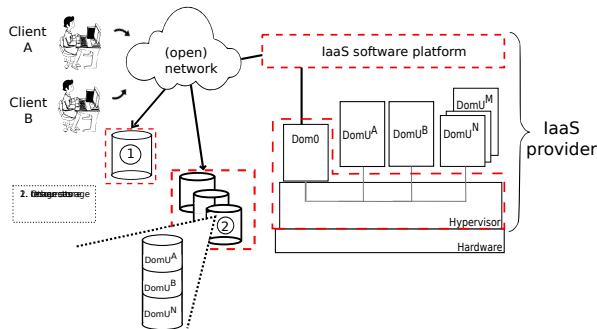 Client
A
Client
B
(open)
network
IaaS software platform
IaaS
provider
Dom0
DomU^A
DomU^B
DomU^M
DomU^N
Hypervisor
Hardware
1
2
DomU^A
DomU^B
DomU^N